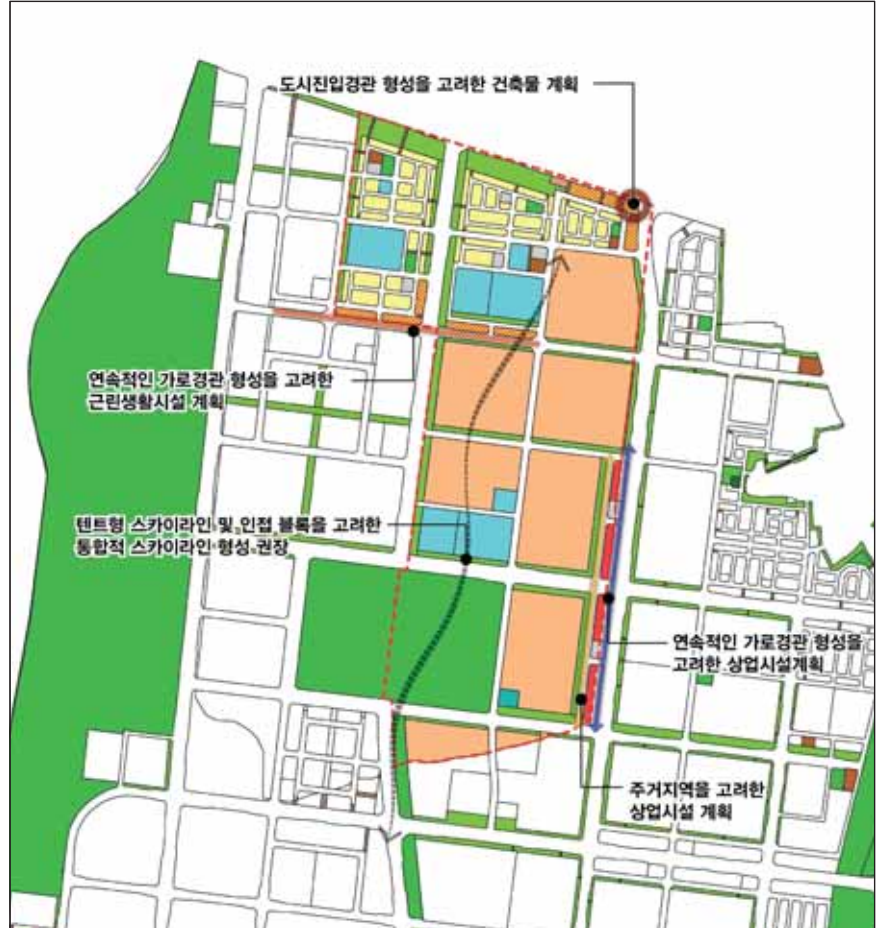 도시진입경관 형성을 고려한 건축물 계획
연속적인 가로경관 형성을 고려한
근린생활시설 계획
텐트형 스카이라인 및 인접 블록을 고려한
통합적 스카이라인 형성 권장
연속적인 가로경관 형성을
고려한 상업시설계획
주거지역을 고려한
상업시설 계획